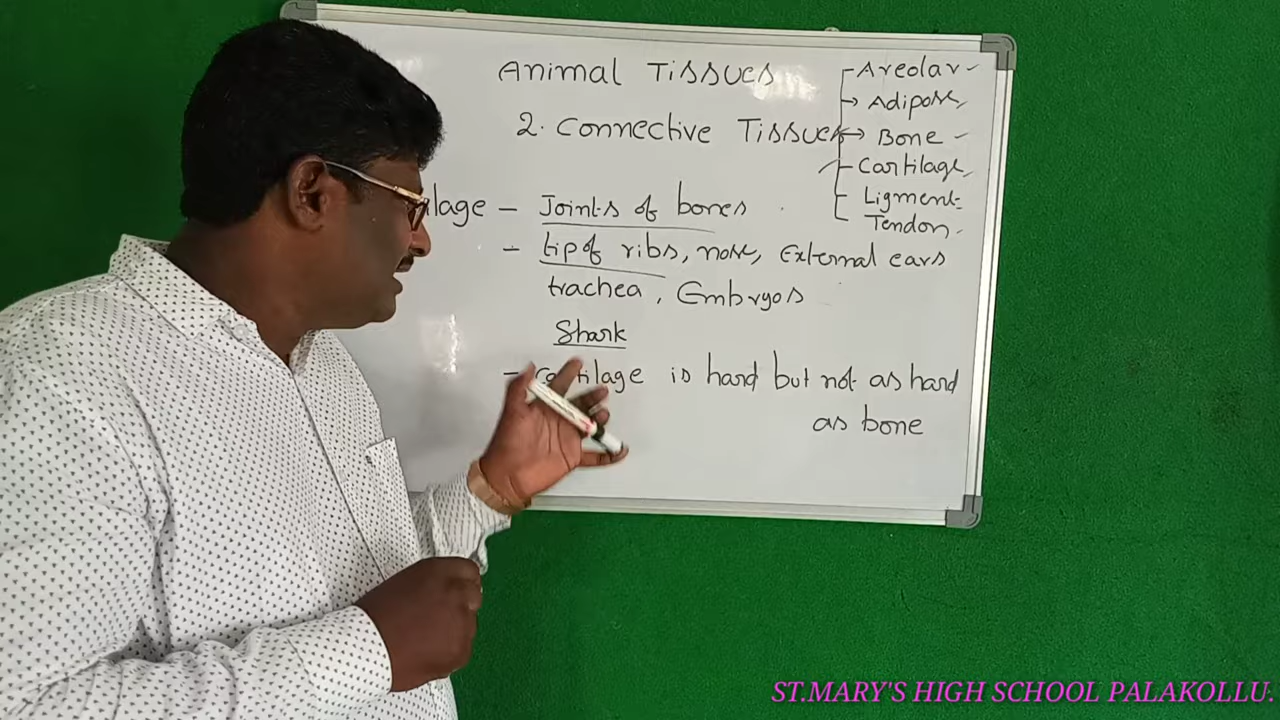 Animal Tissues
2. Connective Tissues
Areolar
Adipose
Bone
Cartilage
Ligment
Tendon
ilage - Joints of bones
- tip of ribs, nose, External ears
trachea, Embryos
Shark
- cartilage is hard but not as hard
as bone
ST.MARY'S HIGH SCHOOL PALAKOLLU.